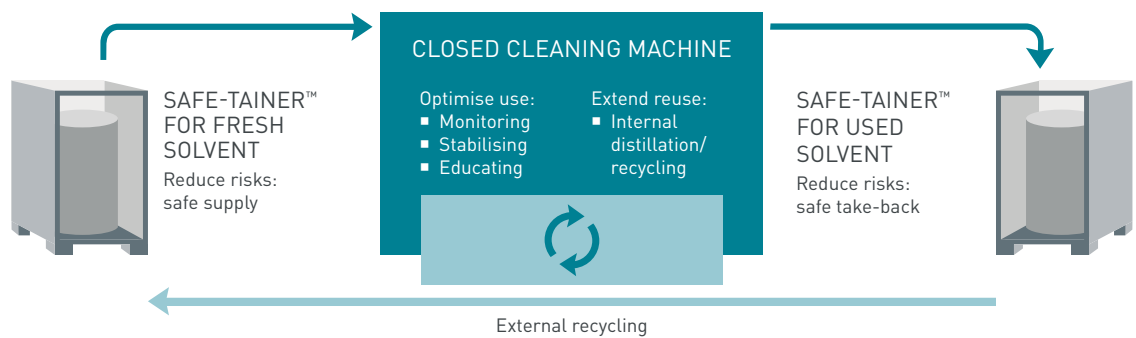 SAFE-TAINER™
FOR FRESH
SOLVENT
Reduce risks:
safe supply
CLOSED CLEANING MACHINE
Optimise use:
▪ Monitoring
▪ Stabilising
▪ Educating
Extend reuse:
▪ Internal
distillation/
recycling
SAFE-TAINER™
FOR USED
SOLVENT
Reduce risks:
safe take-back
External recycling